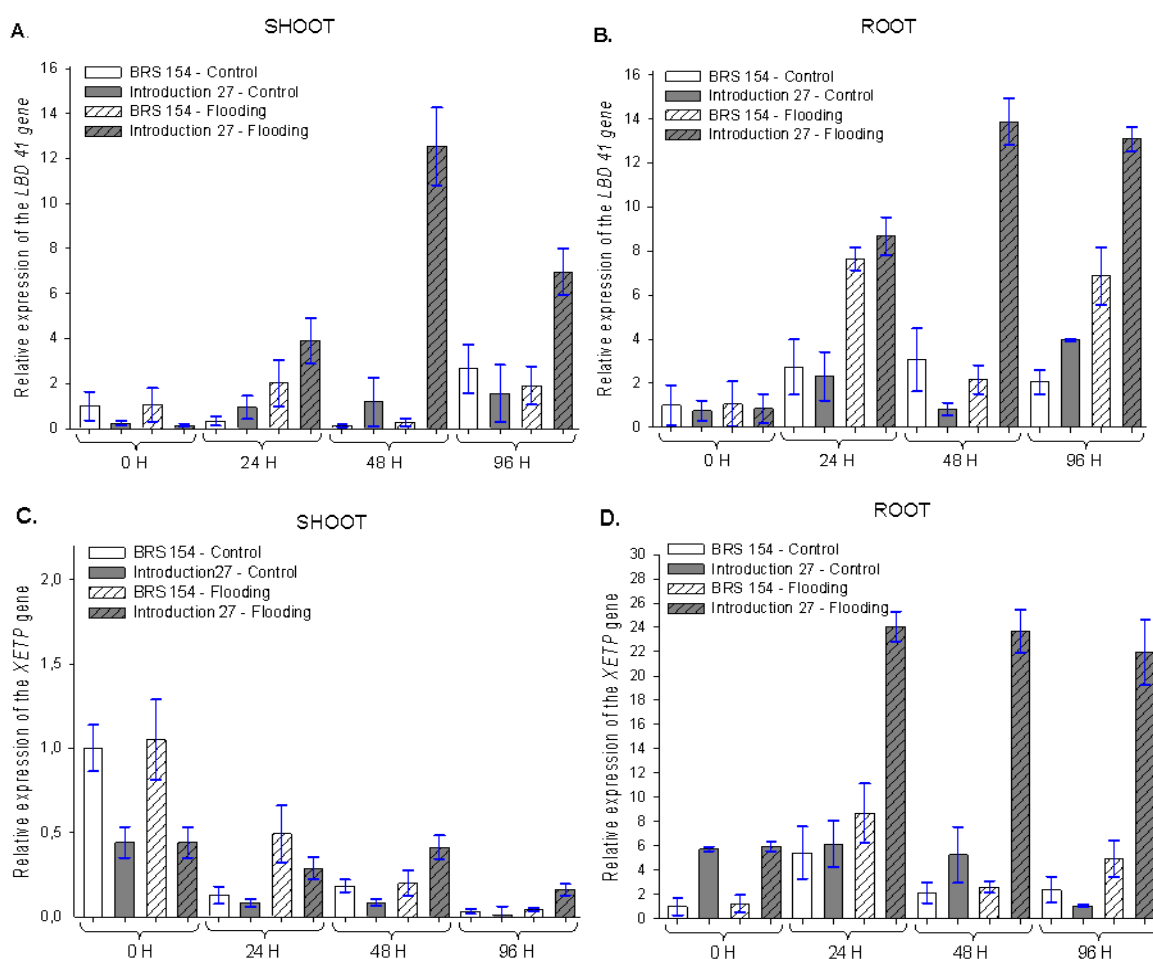 A.
SHOOT
BRS 154 - Control
Introduction 27 - Control
BRS 154 - Flooding
Introduction 27 - Flooding
Relative expression of the LBD 41 gene
16
14
12
10
8
6
4
2
0
0 H
24 H
48 H
96 H
B.
ROOT
BRS 154 - Control
Introduction 27 - Control
BRS 154 - Flooding
Introduction 27 - Flooding
Relative expression of the LBD 41 gene
16
14
12
10
8
6
4
2
0
0 H
24 H
48 H
96 H
C.
SHOOT
BRS 154 - Control
Introduction27 - Control
BRS 154 - Flooding
Introduction 27 - Flooding
Relative expression of the XETP gene
2,0
1,5
1,0
0,5
0,0
0 H
24 H
48 H
96 H
D.
ROOT
BRS 154 - Control
Introduction 27 - Control
BRS 154 - Flooding
Introduction 27 - Flooding
Relative expression of the XETP gene
30
28
26
24
22
20
18
16
14
12
10
8
6
4
2
0
0 H
24 H
48 H
96 H